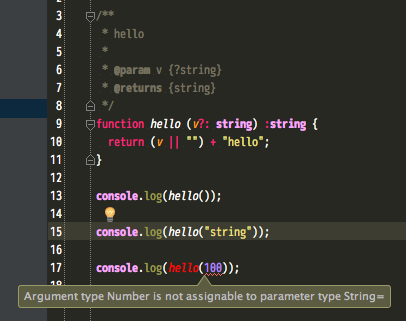 3 /**
4  * hello
5  *
6  * @param v {?string}
7  * @returns {string}
8  */
9 function hello (v?: string) :string {
10   return (v || "") + "hello";
11 }
12
13 console.log(hello());
14
15 console.log(hello("string"));
16
17 console.log(hello(100));
Argument type Number is not assignable to parameter type String=